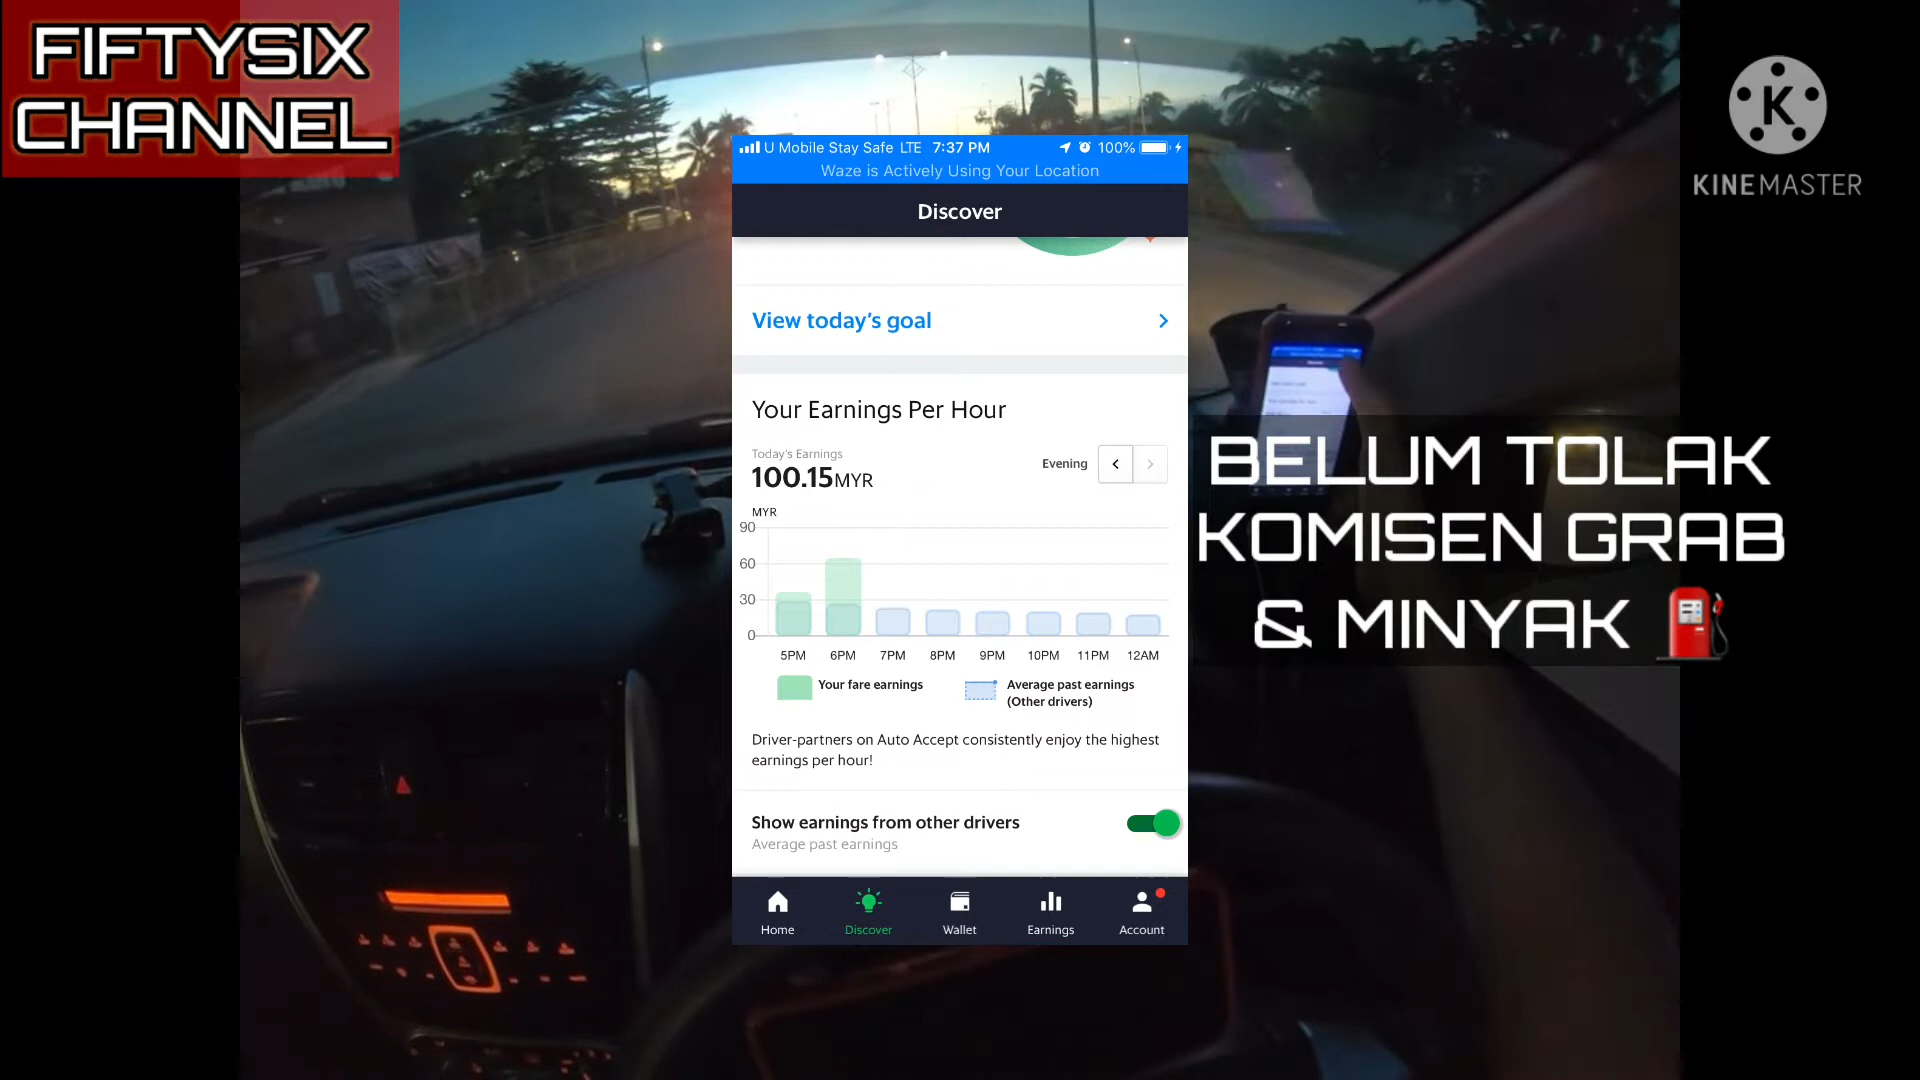 FIFTYSIX
CHANNEL
K
KINEMASTER
U Mobile Stay Safe LTE 7:37 PM 100%
Waze is Actively Using Your Location
Discover
View today's goal
Your Earnings Per Hour
Today's Earnings
100.15MYR
Evening
MYR
90
60
30
0
5PM 6PM 7PM 8PM 9PM 10PM 11PM 12AM
Your fare earnings
Average past earnings
(Other drivers)
Driver-partners on Auto Accept consistently enjoy the highest
earnings per hour!
Show earnings from other drivers
Average past earnings
Home Discover Wallet Earnings Account
BELUM TOLAK
KOMISEN GRAB
& MINYAK